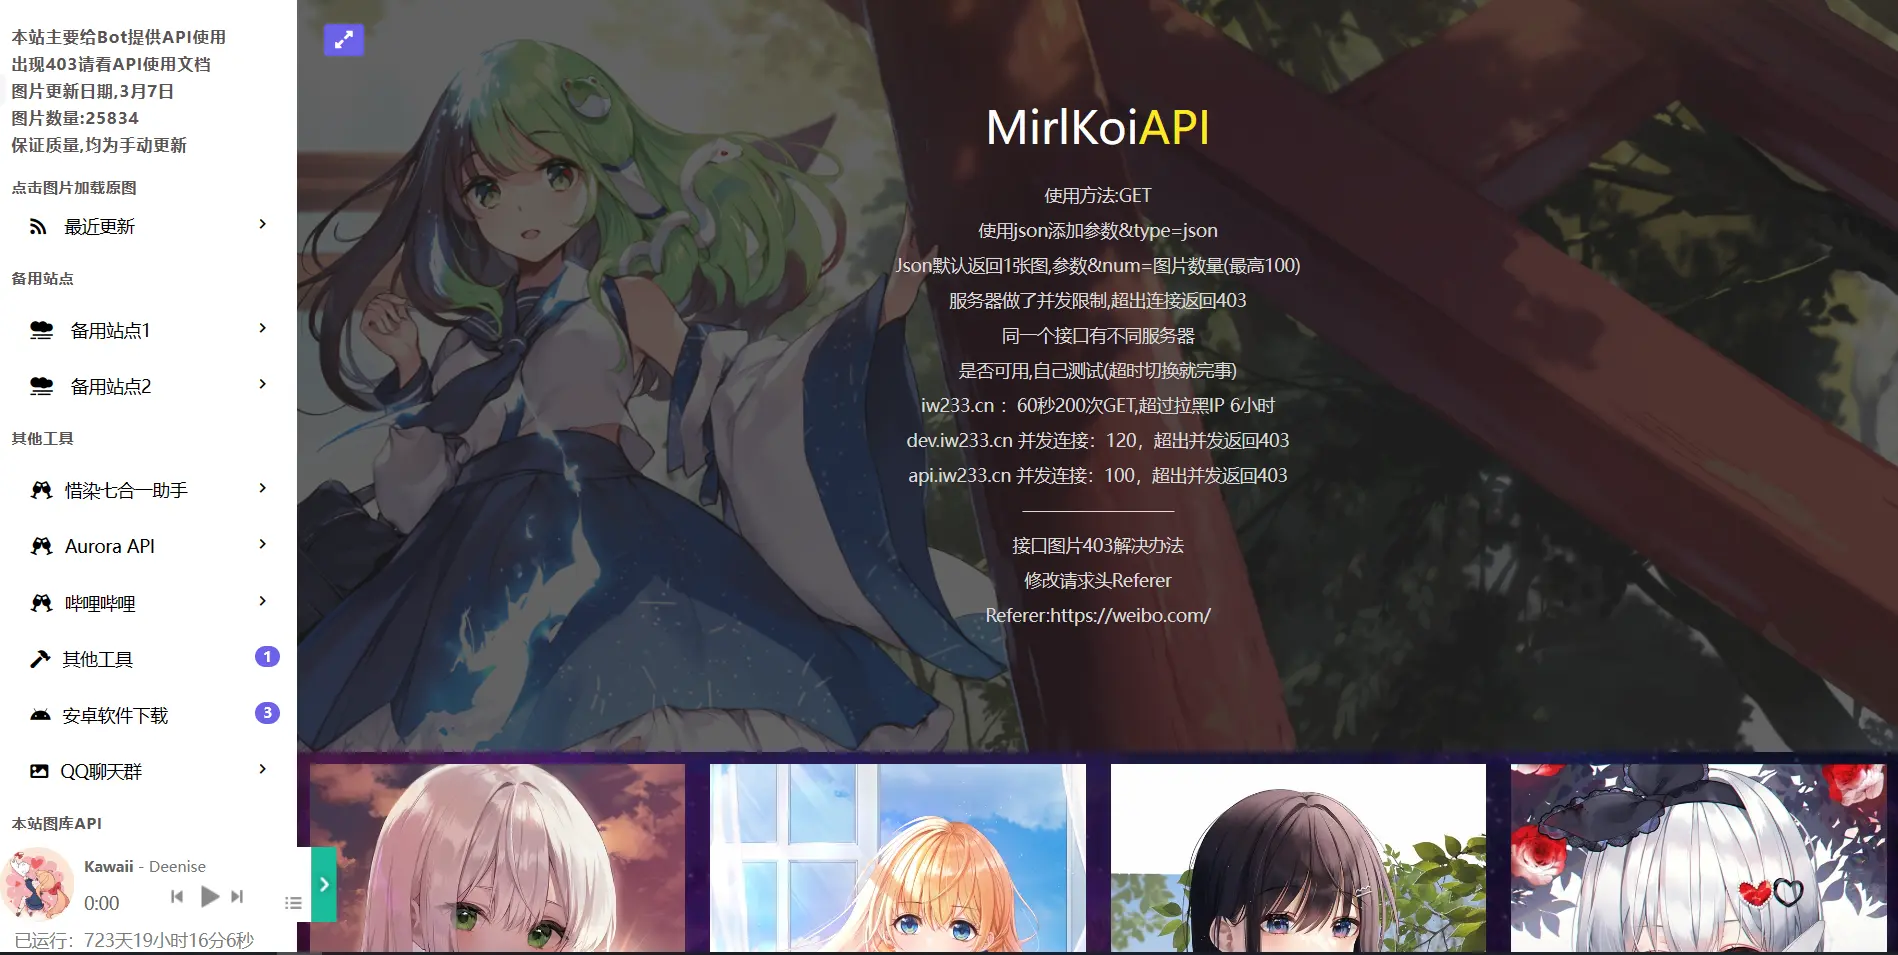 本站主要给Bot提供API使用
出现403请看API使用文档
图片更新日期,3月7日
图片数量:25834
保证质量,均为手动更新
点击图片加载原图
最近更新
备用站点
备用站点1
备用站点2
其他工具
惜染七合一助手
Aurora API
哔哩哔哩
其他工具 1
安卓软件下载 3
QQ聊天群
本站图库API
Kawaii - Deenise
0:00
已运行：723天19小时16分6秒
MirlKoiAPI
使用方法:GET
使用json添加参数&type=json
Json默认返回1张图,参数&num=图片数量(最高100)
服务器做了并发限制,超出连接返回403
同一个接口有不同服务器
是否可用,自己测试(超时切换就完事)
iw233.cn ：60秒200次GET,超过拉黑IP 6小时
dev.iw233.cn 并发连接：120，超出并发返回403
api.iw233.cn 并发连接：100，超出并发返回403
接口图片403解决办法
修改请求头Referer
Referer:https://weibo.com/